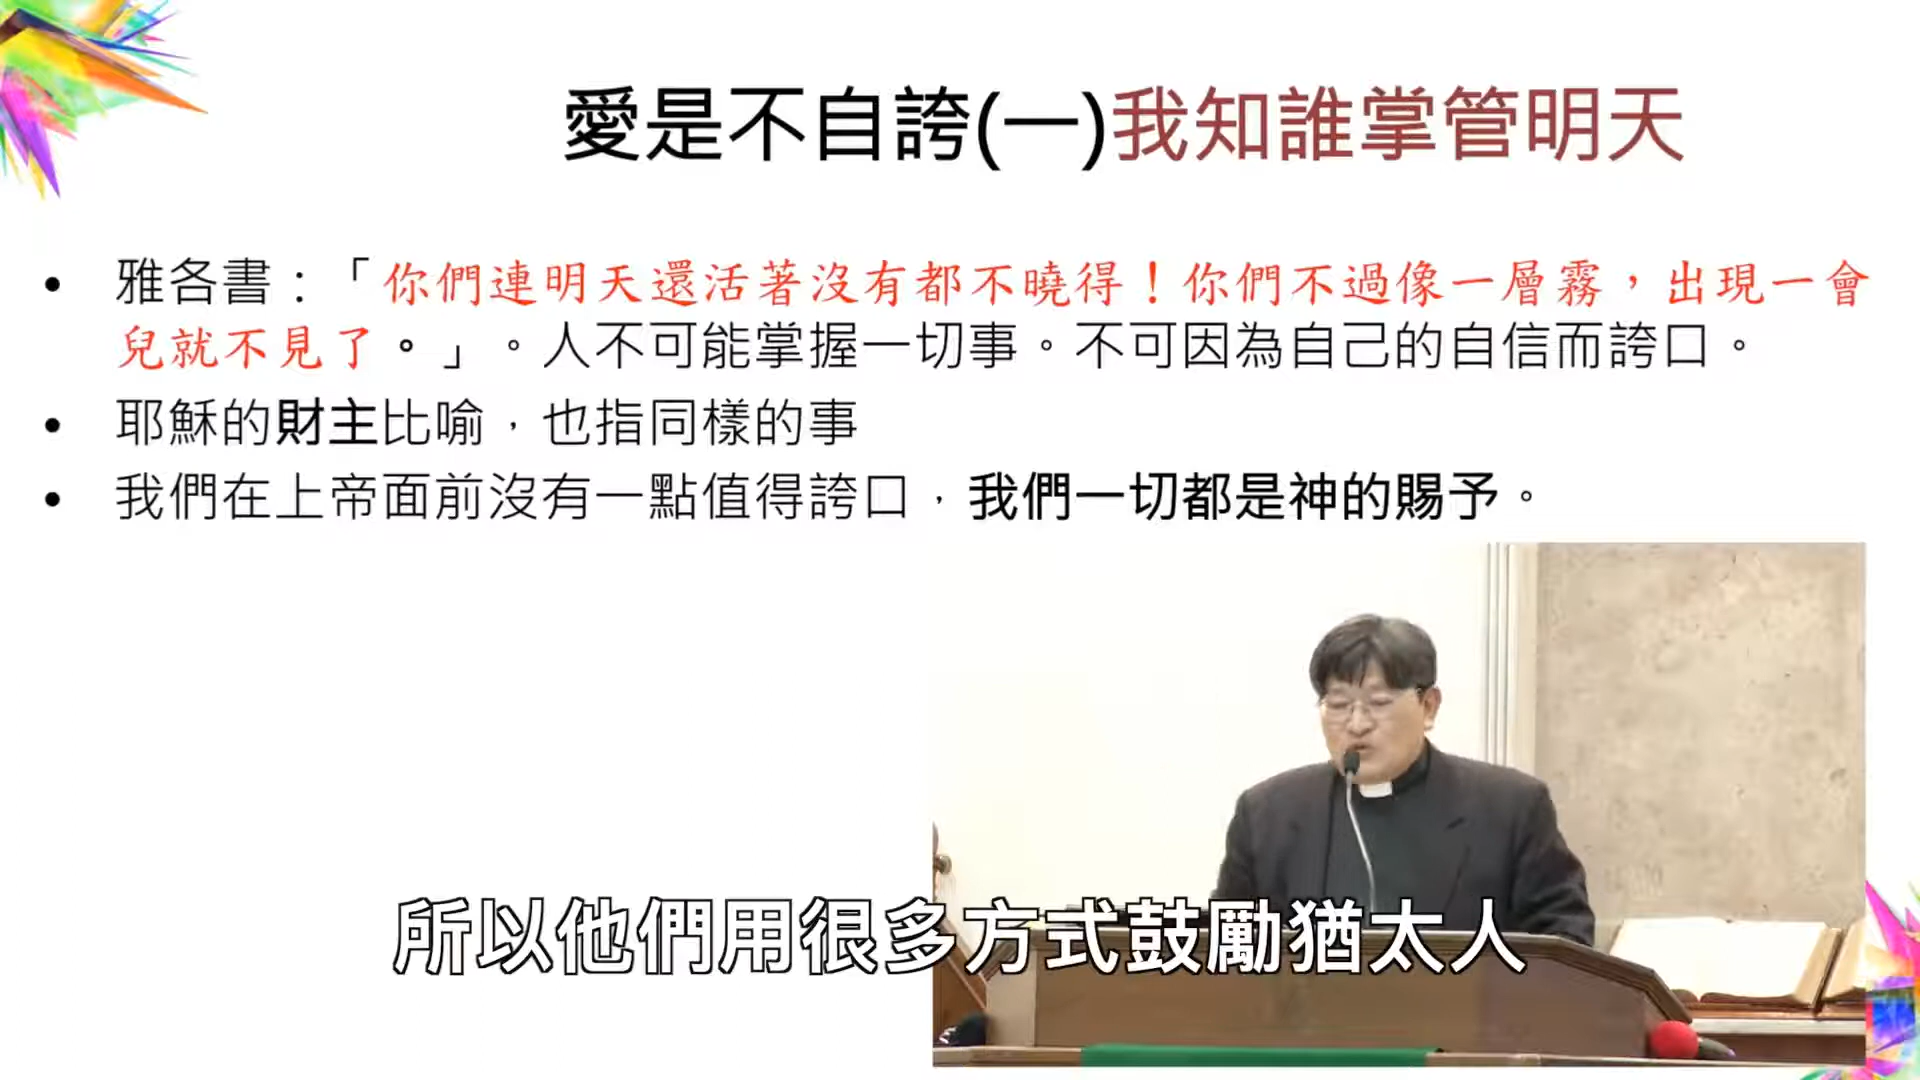 愛是不自誇(一)我知誰掌管明天
• 雅各書：「你們連明天還活著沒有都不曉得！你們不過像一層霧，出現一會
兒就不見了。」。人不可能掌握一切事。不可因為自己的自信而誇口。
• 耶穌的財主比喻，也指同樣的事
• 我們在上帝面前沒有一點值得誇口，我們一切都是神的賜予。
所以他們用很多方式鼓勵猶太人